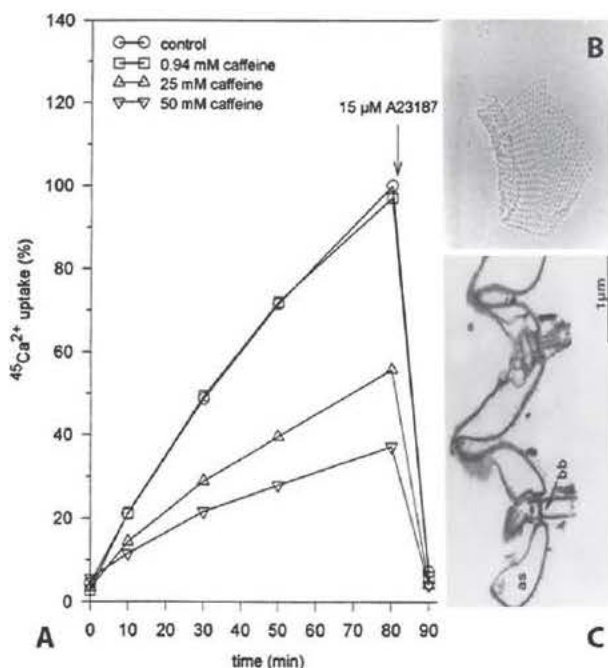 140
120
100
80
60
40
20
0
45Ca2+ uptake (%)
control
0.94 mM caffeine
25 mM caffeine
50 mM caffeine
15 µM A23187
0 10 20 30 40 50 60 70 80 90
time (min)
A
B
1µm
bb
as
C